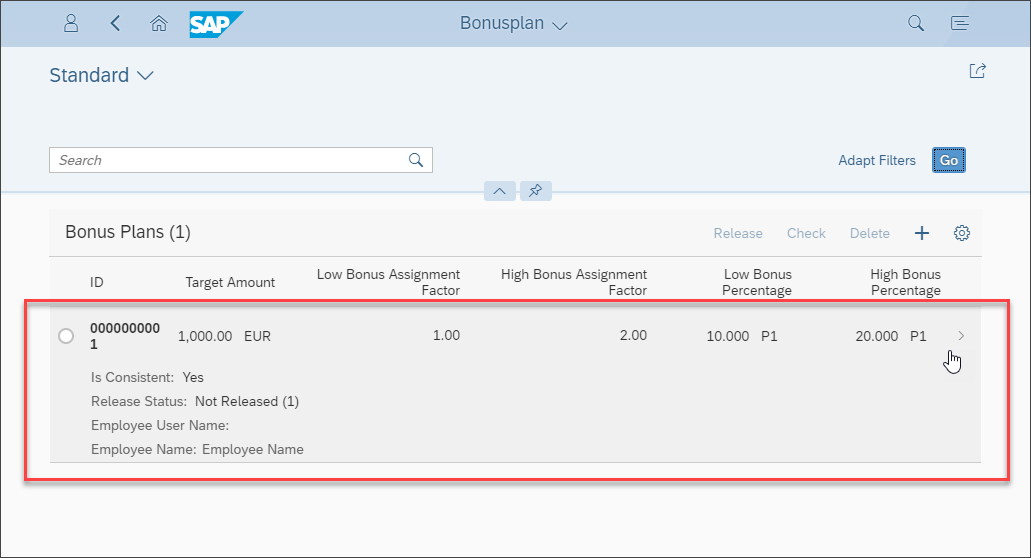 SAP
Bonusplan
Standard
Search
Adapt Filters
Go
Bonus Plans (1)
Release
Check
Delete
ID
Target Amount
Low Bonus Assignment
Factor
High Bonus Assignment
Factor
Low Bonus
Percentage
High Bonus
Percentage
000000000
1
1,000.00 EUR
1.00
2.00
10.000 P1
20.000 P1
Is Consistent: Yes
Release Status: Not Released (1)
Employee User Name:
Employee Name: Employee Name